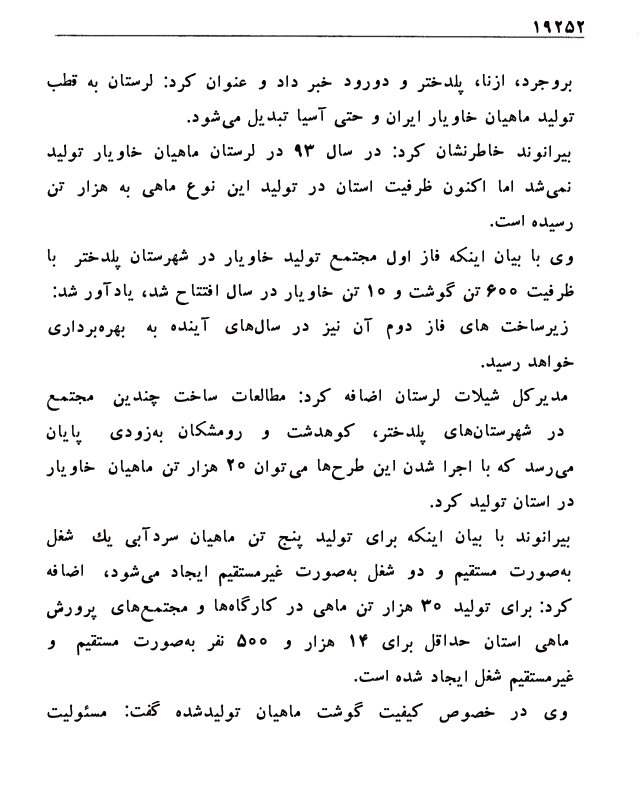 ۱۹۲۵۲
بروجرد، ازنا، پلدختر و دورود خبر داد و عنوان کرد: لرستان به قطب
تولید ماهیان خاویار ایران و حتی آسیا تبدیل می‌شود.
بیرانوند خاطرنشان کرد: در سال ۹۳ در لرستان ماهیان خاویار تولید
نمی‌شد اما اکنون ظرفیت استان در تولید این نوع ماهی به هزار تن
رسیده است.
وی با بیان اینکه فاز اول مجتمع تولید خاویار در شهرستان پلدختر با
ظرفیت ۶۰۰ تن گوشت و ۱۰ تن خاویار در سال افتتاح شد، یادآور شد:
زیرساخت های فاز دوم آن نیز در سال‌های آینده به بهره‌برداری
خواهد رسید.
مدیرکل شیلات لرستان اضافه کرد: مطالعات ساخت چندین مجتمع
در شهرستان‌های پلدختر، کوهدشت و رومشکان به‌زودی پایان
می‌رسد که با اجرا شدن این طرح‌ها می‌توان ۲۰ هزار تن ماهیان خاویار
در استان تولید کرد.
بیرانوند با بیان اینکه برای تولید پنج تن ماهیان سردآبی یك شغل
به‌صورت مستقیم و دو شغل به‌صورت غیرمستقیم ایجاد می‌شود، اضافه
کرد: برای تولید ۳۰ هزار تن ماهی در کارگاه‌ها و مجتمع‌های پرورش
ماهی استان حداقل برای ۱۴ هزار و ۵۰۰ نفر به‌صورت مستقیم و
غیرمستقیم شغل ایجاد شده است.
وی در خصوص کیفیت گوشت ماهیان تولیدشده گفت: مسئولیت